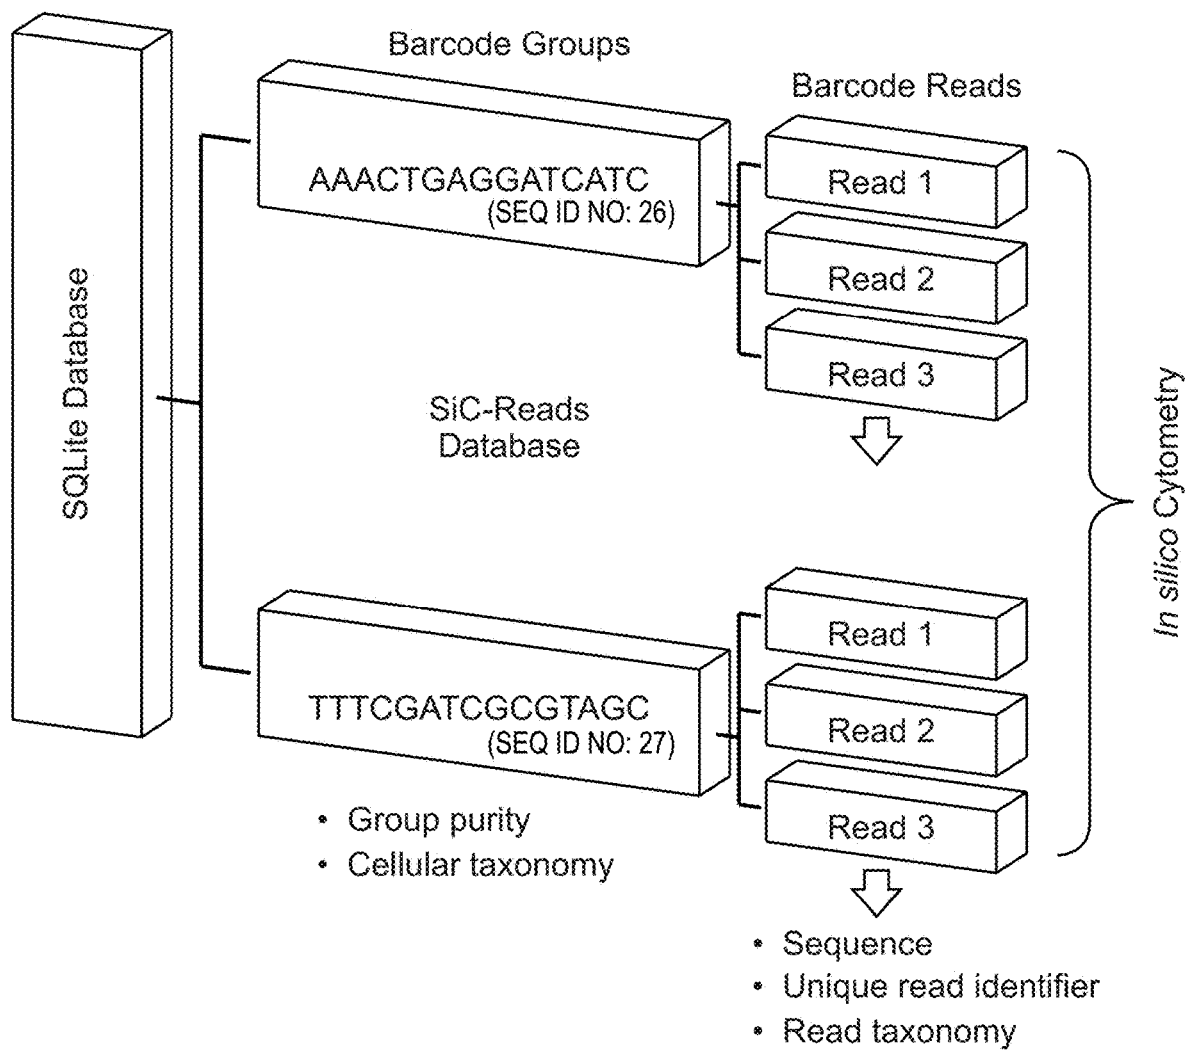 Barcode Groups
Barcode Reads
SQLite Database
AAACTGAGGATCATC
(SEQ ID NO: 26)
Read 1
Read 2
Read 3
SiC-Reads
Database
In silico Cytometry
TTTCGATCGCGTAGC
(SEQ ID NO: 27)
Read 1
Read 2
Read 3
• Group purity
• Cellular taxonomy
• Sequence
• Unique read identifier
• Read taxonomy